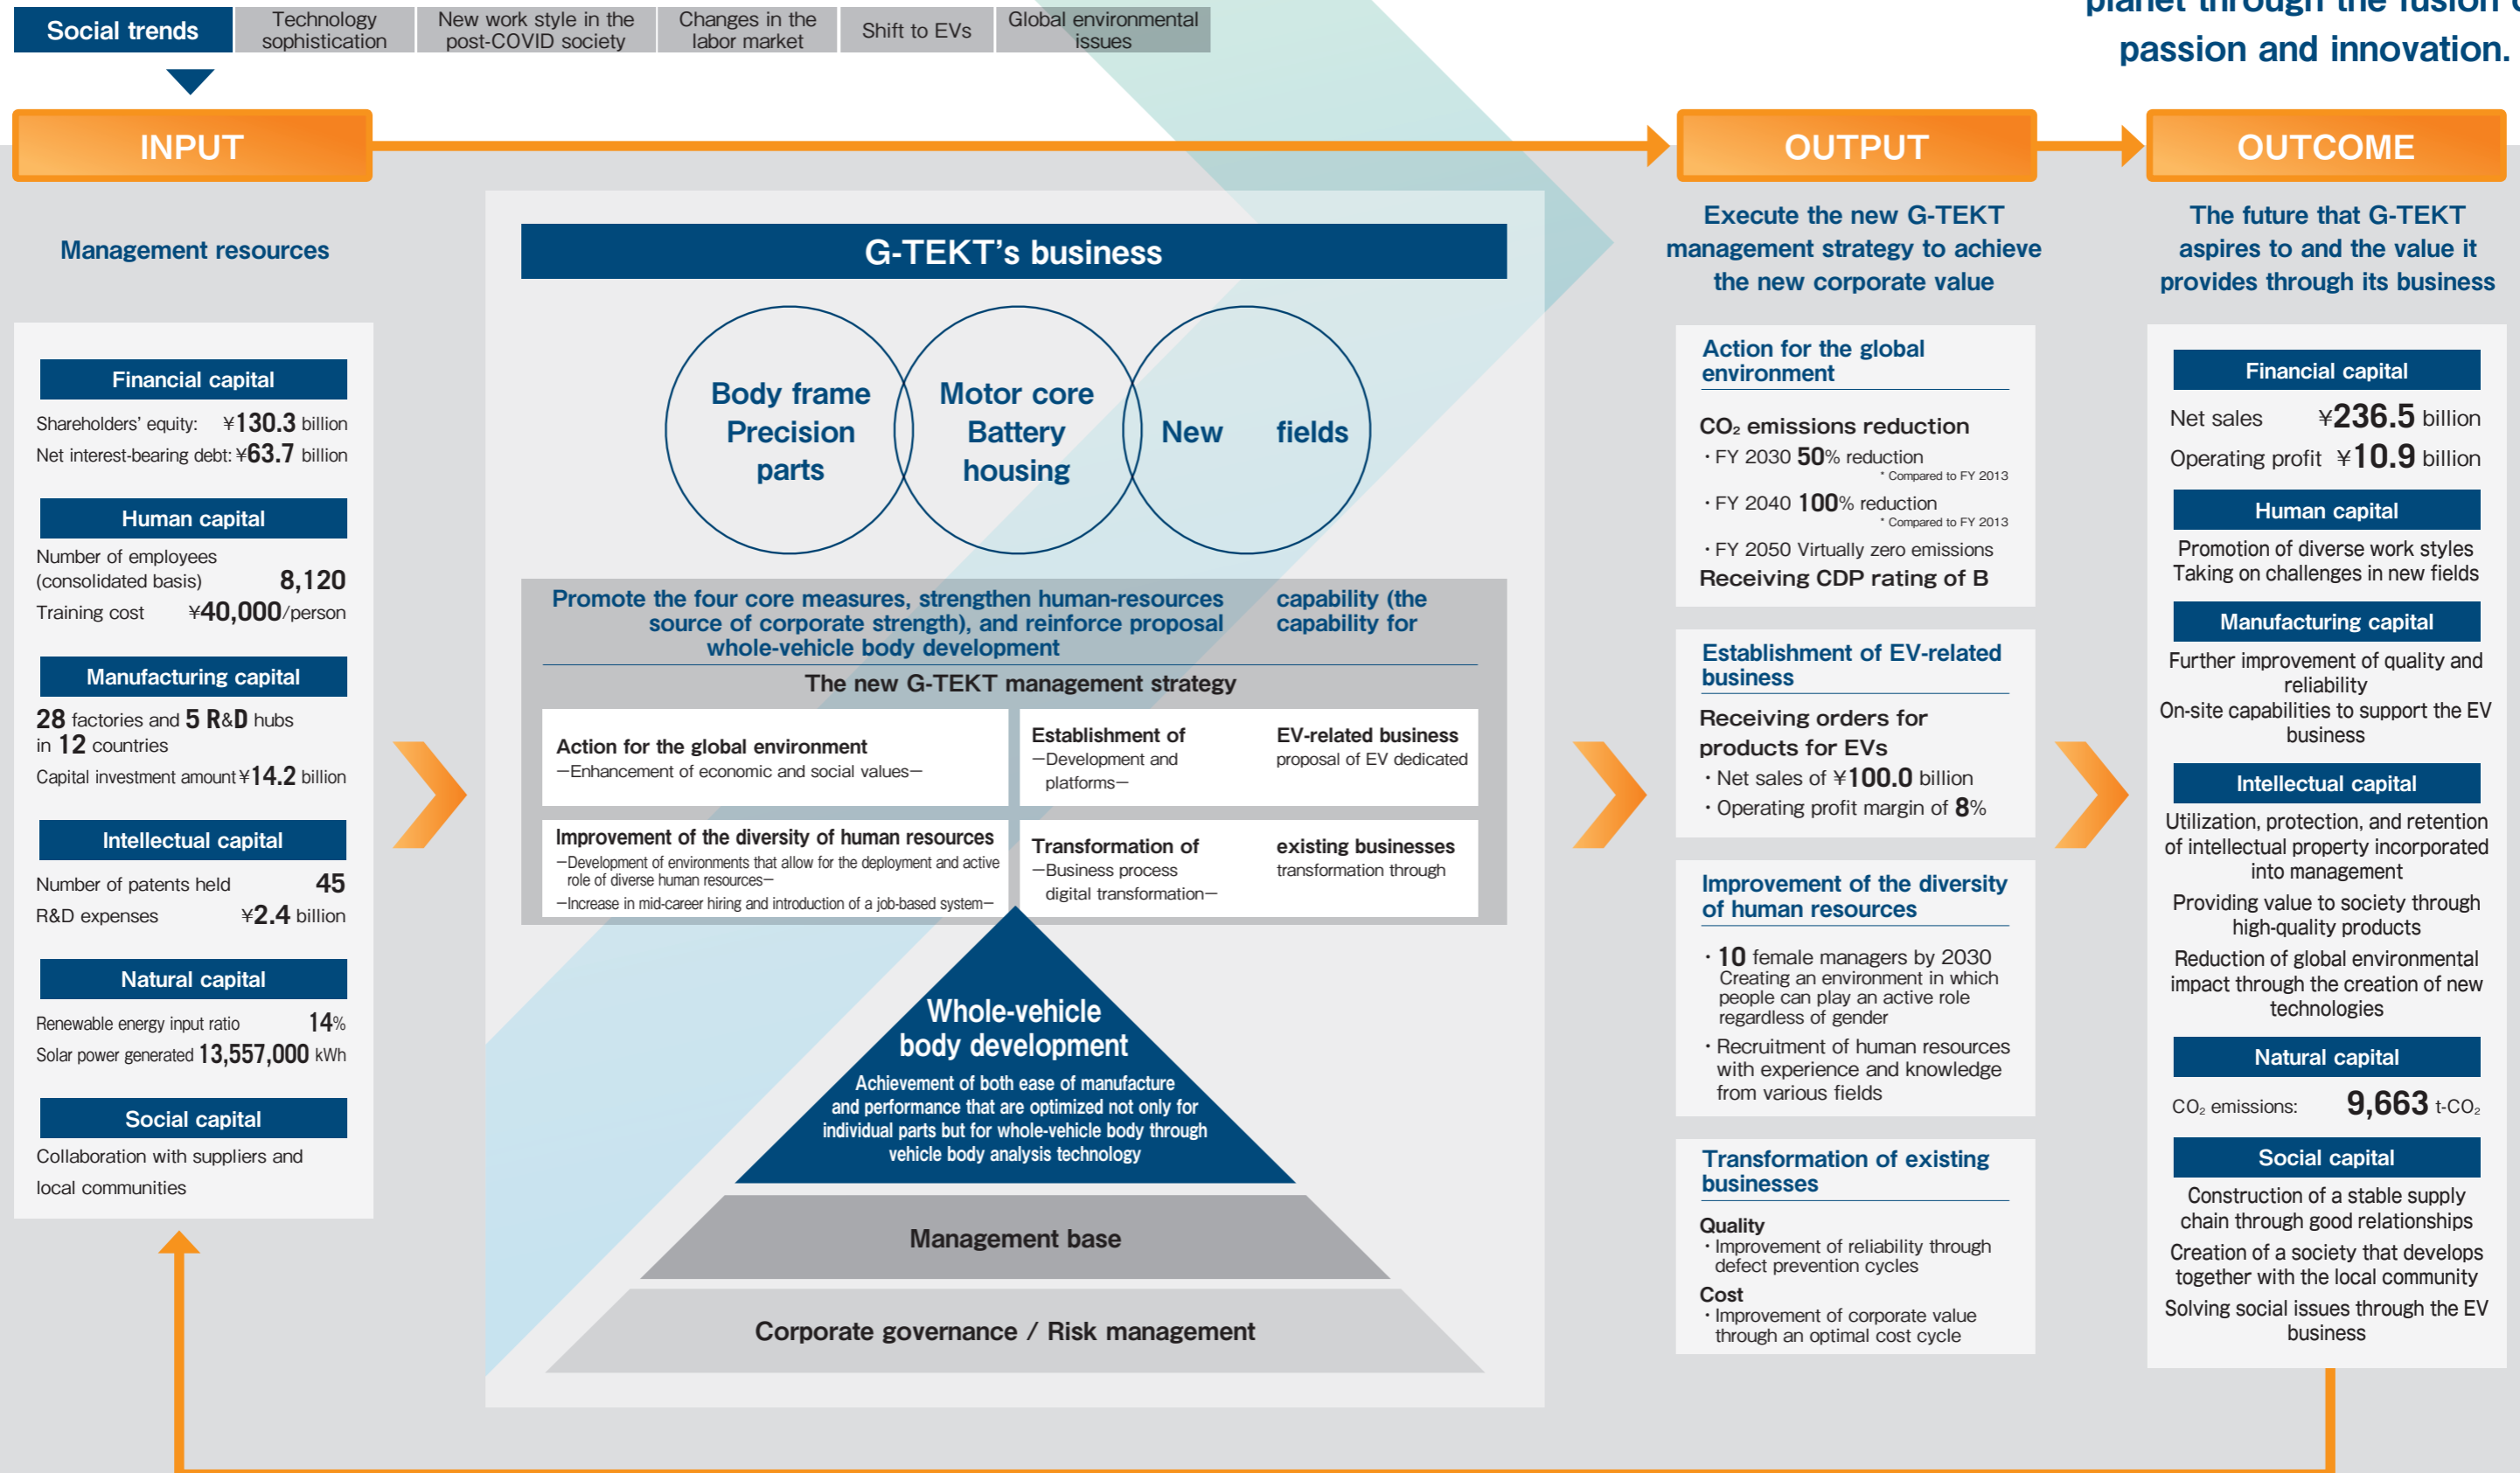 planet through the fusion
passion and innovation.
Social trends
Technology
sophistication
New work style in the
post-COVID society
Changes in the
labor market
Shift to EVs
Global environmental
issues
INPUT
Management resources
Financial capital
Shareholders' equity: ¥130.3 billion
Net interest-bearing debt: ¥63.7 billion
Human capital
Number of employees
(consolidated basis) 8,120
Training cost ¥40,000/person
Manufacturing capital
28 factories and 5 R&D hubs
in 12 countries
Capital investment amount ¥14.2 billion
Intellectual capital
Number of patents held 45
R&D expenses ¥2.4 billion
Natural capital
Renewable energy input ratio 14%
Solar power generated 13,557,000 kWh
Social capital
Collaboration with suppliers and
local communities
G-TEKT's business
Body frame
Precision
parts
Motor core
Battery
housing
New fields
Promote the four core measures, strengthen human-resources capability (the
source of corporate strength), and reinforce proposal capability for
whole-vehicle body development
The new G-TEKT management strategy
Action for the global environment
—Enhancement of economic and social values—
Establishment of EV-related business
—Development and proposal of EV dedicated
platforms—
Improvement of the diversity of human resources
—Development of environments that allow for the deployment and active
role of diverse human resources—
—Increase in mid-career hiring and introduction of a job-based system—
Transformation of existing businesses
—Business process transformation through
digital transformation—
Whole-vehicle
body development
Achievement of both ease of manufacture
and performance that are optimized not only for
individual parts but for whole-vehicle body through
vehicle body analysis technology
Management base
Corporate governance / Risk management
OUTPUT
Execute the new G-TEKT
management strategy to achieve
the new corporate value
Action for the global
environment
CO₂ emissions reduction
・FY 2030 50% reduction
* Compared to FY 2013
・FY 2040 100% reduction
* Compared to FY 2013
・FY 2050 Virtually zero emissions
Receiving CDP rating of B
Establishment of EV-related
business
Receiving orders for
products for EVs
・Net sales of ¥100.0 billion
・Operating profit margin of 8%
Improvement of the diversity
of human resources
・10 female managers by 2030
Creating an environment in which
people can play an active role
regardless of gender
・Recruitment of human resources
with experience and knowledge
from various fields
Transformation of existing
businesses
Quality
・Improvement of reliability through
defect prevention cycles
Cost
・Improvement of corporate value
through an optimal cost cycle
OUTCOME
The future that G-TEKT
aspires to and the value it
provides through its business
Financial capital
Net sales ¥236.5 billion
Operating profit ¥10.9 billion
Human capital
Promotion of diverse work styles
Taking on challenges in new fields
Manufacturing capital
Further improvement of quality and
reliability
On-site capabilities to support the EV
business
Intellectual capital
Utilization, protection, and retention
of intellectual property incorporated
into management
Providing value to society through
high-quality products
Reduction of global environmental
impact through the creation of new
technologies
Natural capital
CO₂ emissions: 9,663 t-CO₂
Social capital
Construction of a stable supply
chain through good relationships
Creation of a society that develops
together with the local community
Solving social issues through the EV
business